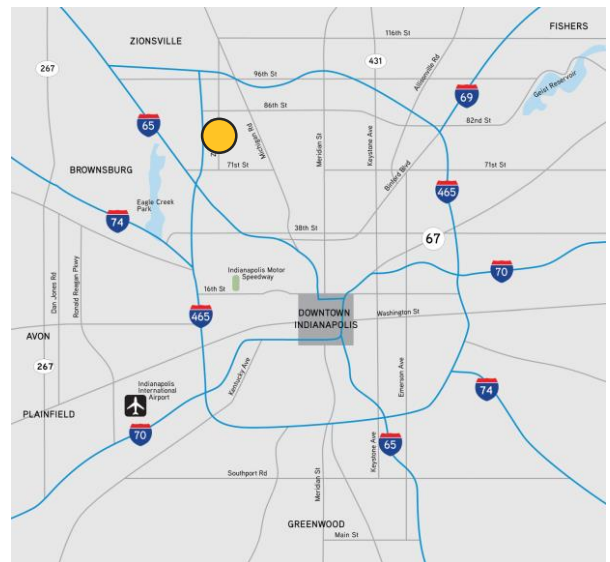 116th St
FISHERS
ZIONSVILLE
431
Allisonville Rd
267
96th St
Geist Reservoir
69
86th St
65
82nd St
Michigan Rd
Meridian St
Keystone Ave
Binford Blvd
71st St
71st St
BROWNSBURG
465
Eagle Creek
Park
74
38th St
67
Indianapolis Motor
Speedway
70
Dan Jones Rd
Ronald Reagan Pkwy
16th St
DOWNTOWN
INDIANAPOLIS
Washington St
465
AVON
267
Kentucky Ave
Emerson Ave
Indianapolis
International
Airport
74
PLAINFIELD
70
65
Keystone Ave
Southport Rd
Meridian St
GREENWOOD
Main St